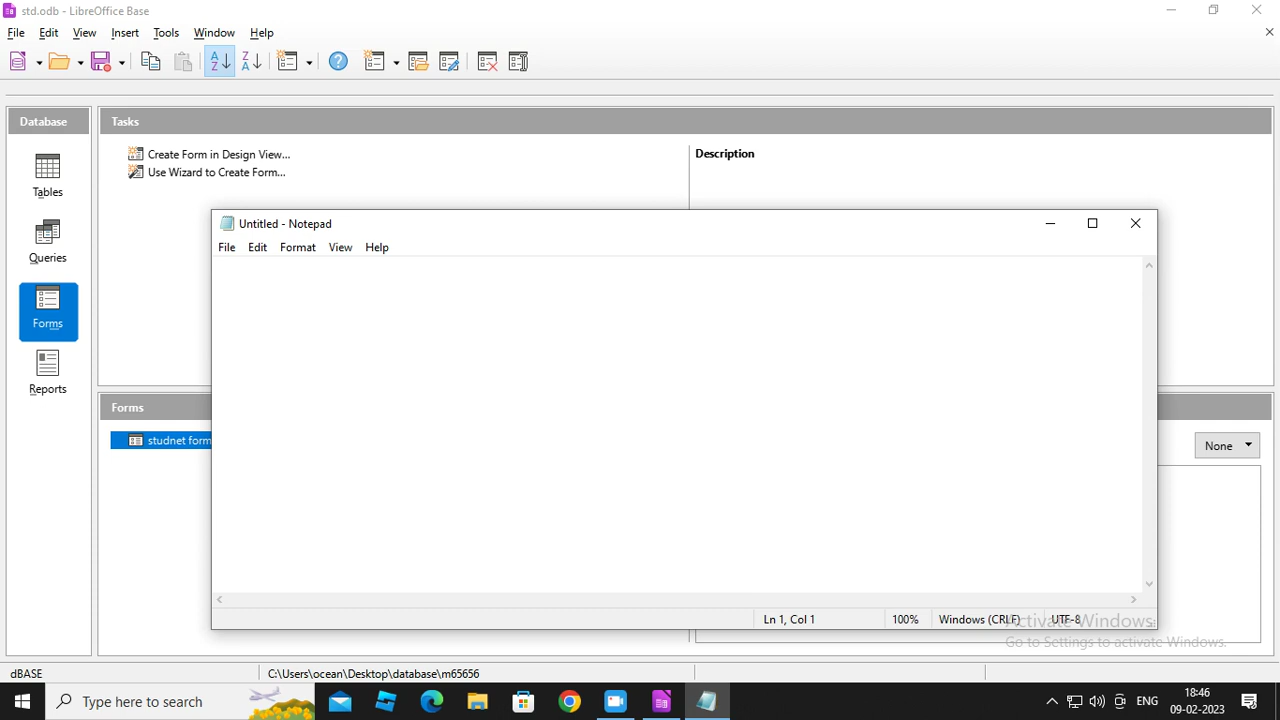 std.odb - LibreOffice Base
File Edit View Insert Tools Window Help
Database
Tasks
Create Form in Design View...
Use Wizard to Create Form...
Description
Tables
Queries
Forms
Reports
Untitled - Notepad
File Edit Format View Help
Forms
studnet form
None
Ln 1, Col 1 100% Windows (CRLF) UTF-8
Activate Windows
Go to Settings to activate Windows.
dBASE C:\Users\ocean\Desktop\database\m65656
Type here to search
ENG
18:46
09-02-2023